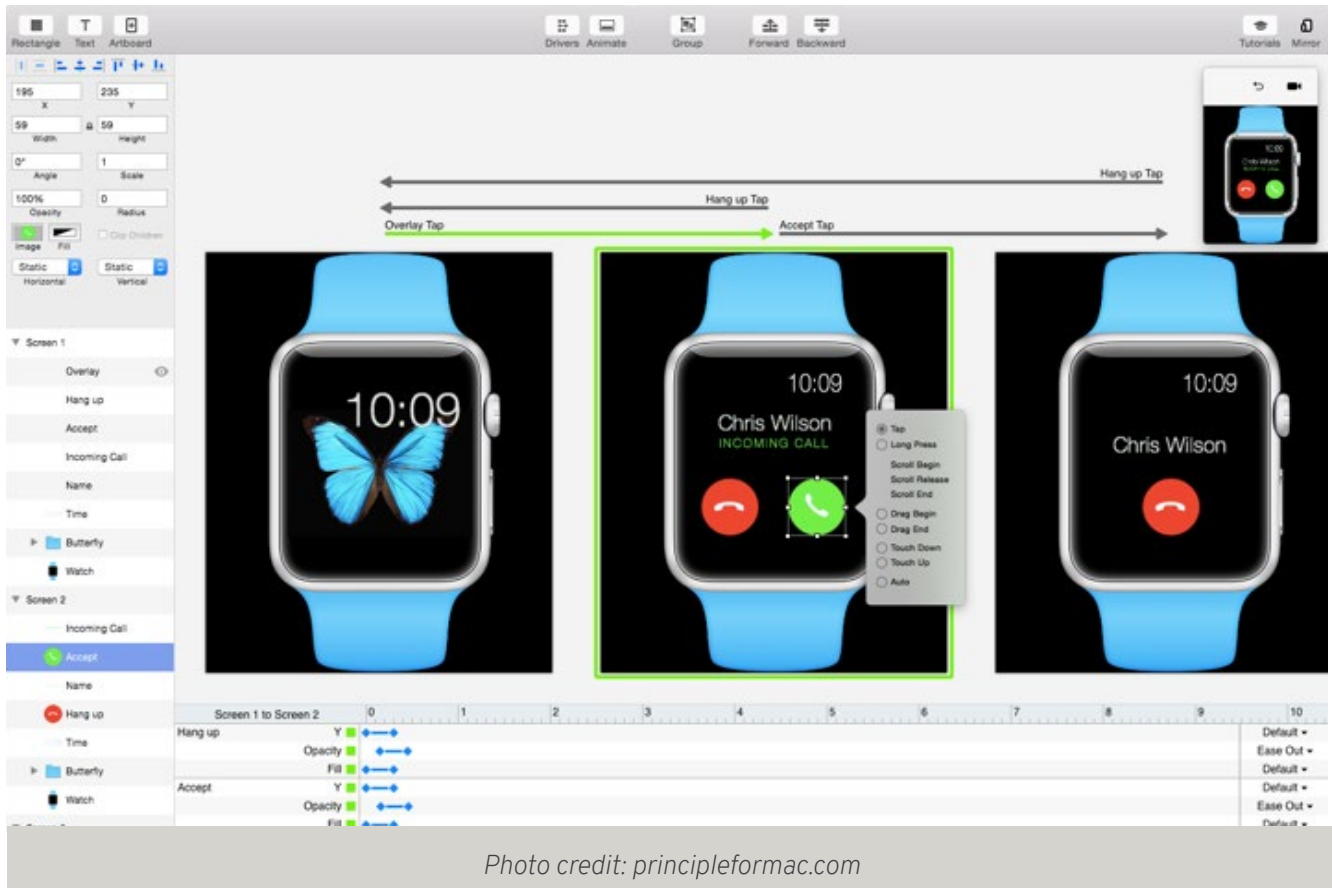 Rectangle Text Artboard Drivers Animate Group Forward Backward Tutorials Mirror
195 235
X Y
59 59
Width Height
0° 1
Angle Scale
100% 0
Opacity Radius
Image Fill Clip Children
Static Static
Horizontal Vertical
Hang up Tap
Hang up Tap
Overlay Tap Accept Tap
10:09
Chris Wilson
Screen 1
Overlay
Hang up
Accept
Incoming Call
Name
Time
Butterfly
Watch
Screen 2
Incoming Call
Accept
Name
Hang up
Time
Butterfly
Watch
10:09
10:09
Chris Wilson
INCOMING CALL
Tap
Long Press
Scroll Begin
Scroll Release
Scroll End
Drag Begin
Drag End
Touch Down
Touch Up
Auto
10:09
Chris Wilson
Screen 1 to Screen 2 0 1 2 3 4 5 6 7 8 9 10
Hang up Y Default
Opacity Ease Out
Fill Default
Accept Y Default
Opacity Ease Out
Fill Default
Photo credit: principleformac.com